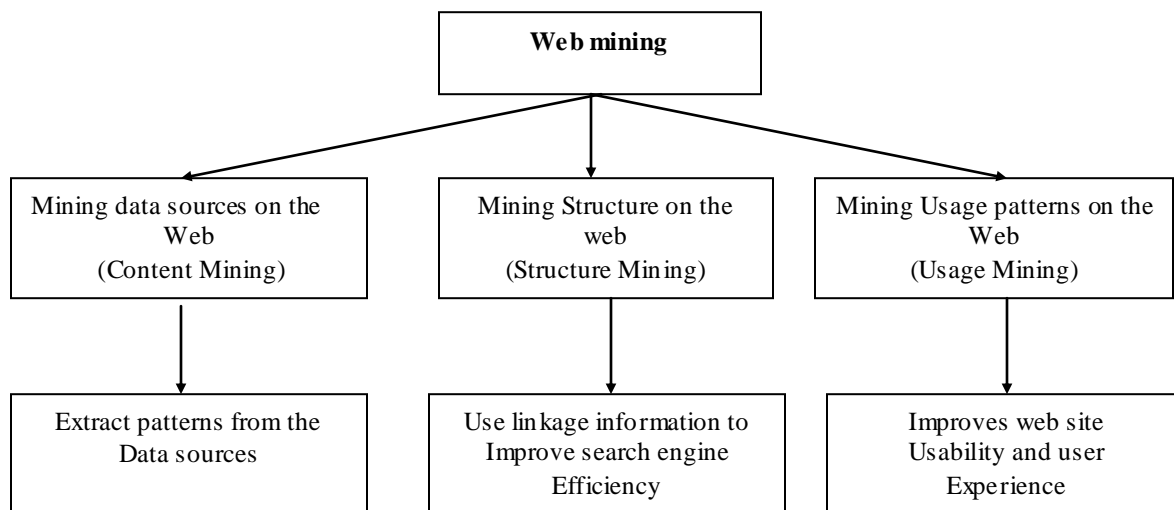 Web mining
Mining data sources on the
Web
(Content Mining)
Mining Structure on the
web
(Structure Mining)
Mining Usage patterns on the
Web
(Usage Mining)
Extract patterns from the
Data sources
Use linkage information to
Improve search engine
Efficiency
Improves web site
Usability and user
Experience